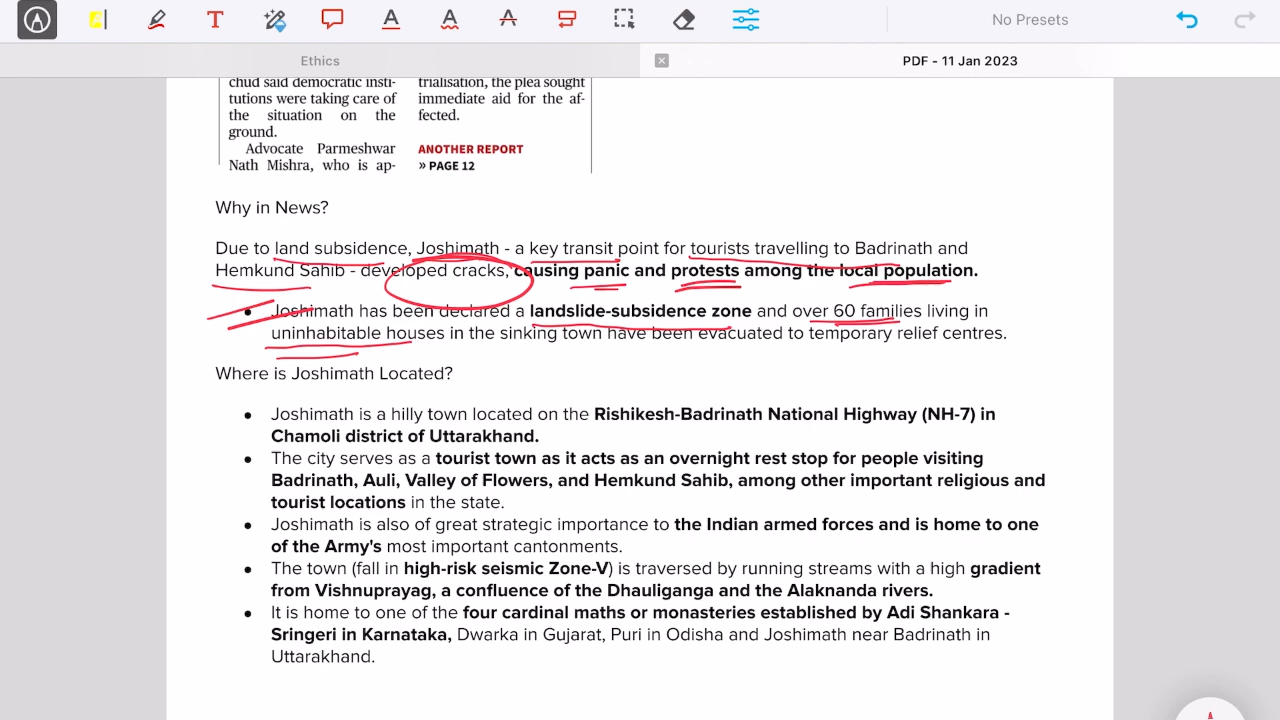 No Presets
Ethics
PDF - 11 Jan 2023
chud said democratic insti-
tutions were taking care of
the situation on the
ground.
Advocate Parmeshwar
Nath Mishra, who is ap-
trialisation, the plea sought
immediate aid for the af-
fected.
ANOTHER REPORT
» PAGE 12
Why in News?
Due to land subsidence, Joshimath - a key transit point for tourists travelling to Badrinath and
Hemkund Sahib - developed cracks, causing panic and protests among the local population.
• Joshimath has been declared a landslide-subsidence zone and over 60 families living in
uninhabitable houses in the sinking town have been evacuated to temporary relief centres.
Where is Joshimath Located?
• Joshimath is a hilly town located on the Rishikesh-Badrinath National Highway (NH-7) in
Chamoli district of Uttarakhand.
• The city serves as a tourist town as it acts as an overnight rest stop for people visiting
Badrinath, Auli, Valley of Flowers, and Hemkund Sahib, among other important religious and
tourist locations in the state.
• Joshimath is also of great strategic importance to the Indian armed forces and is home to one
of the Army's most important cantonments.
• The town (fall in high-risk seismic Zone-V) is traversed by running streams with a high gradient
from Vishnuprayag, a confluence of the Dhauliganga and the Alaknanda rivers.
• It is home to one of the four cardinal maths or monasteries established by Adi Shankara -
Sringeri in Karnataka, Dwarka in Gujarat, Puri in Odisha and Joshimath near Badrinath in
Uttarakhand.